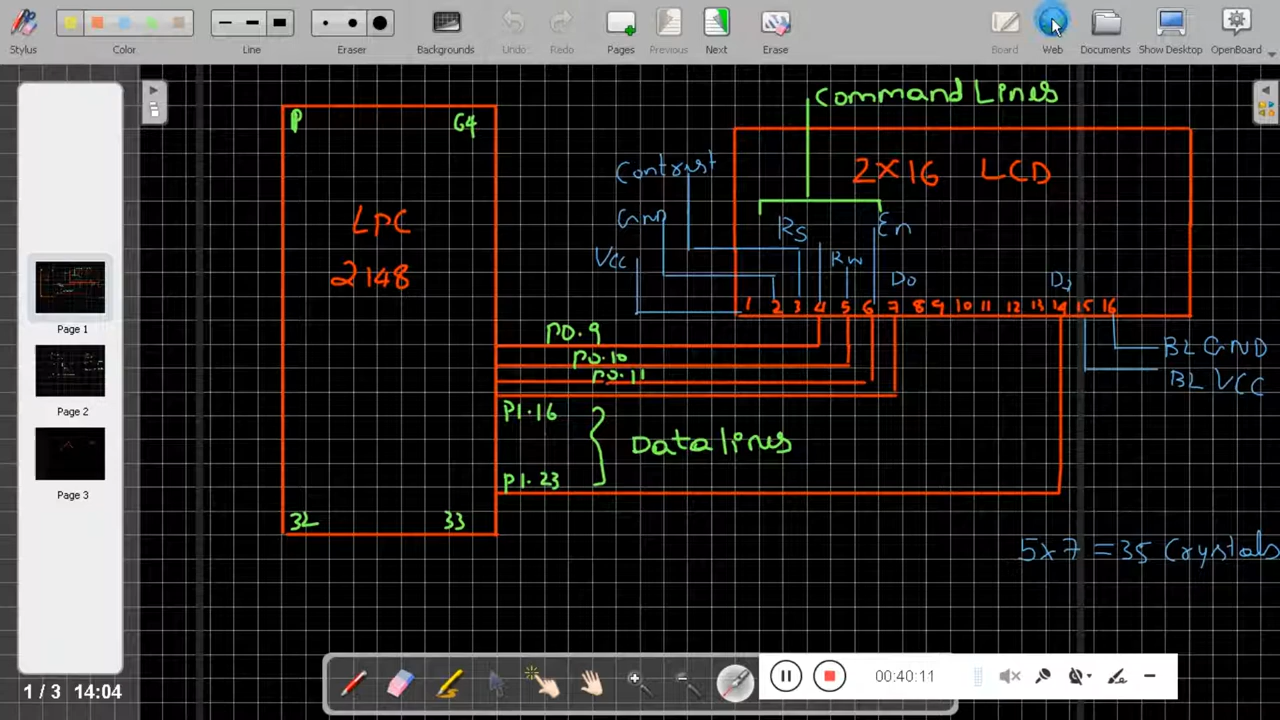 Stylus
Color
Line
Eraser
Backgrounds
Undo
Redo
Pages
Previous
Next
Erase
Board
Web
Documents
Show Desktop
OpenBoard
Page 1
Page 2
Page 3
1 / 3 14:04
P 64
LPC
2148
32 33
Command Lines
2X16 LCD
Contrast
GND
VCC
RS
RW
En
D0
D7
1 2 3 4 5 6 7 8 9 10 11 12 13 14 15 16
P0.9
P0.10
P0.11
P1.16
Datalines
P1.23
BL GND
BL VCC
5x7 = 35 Crystals
00:40:11